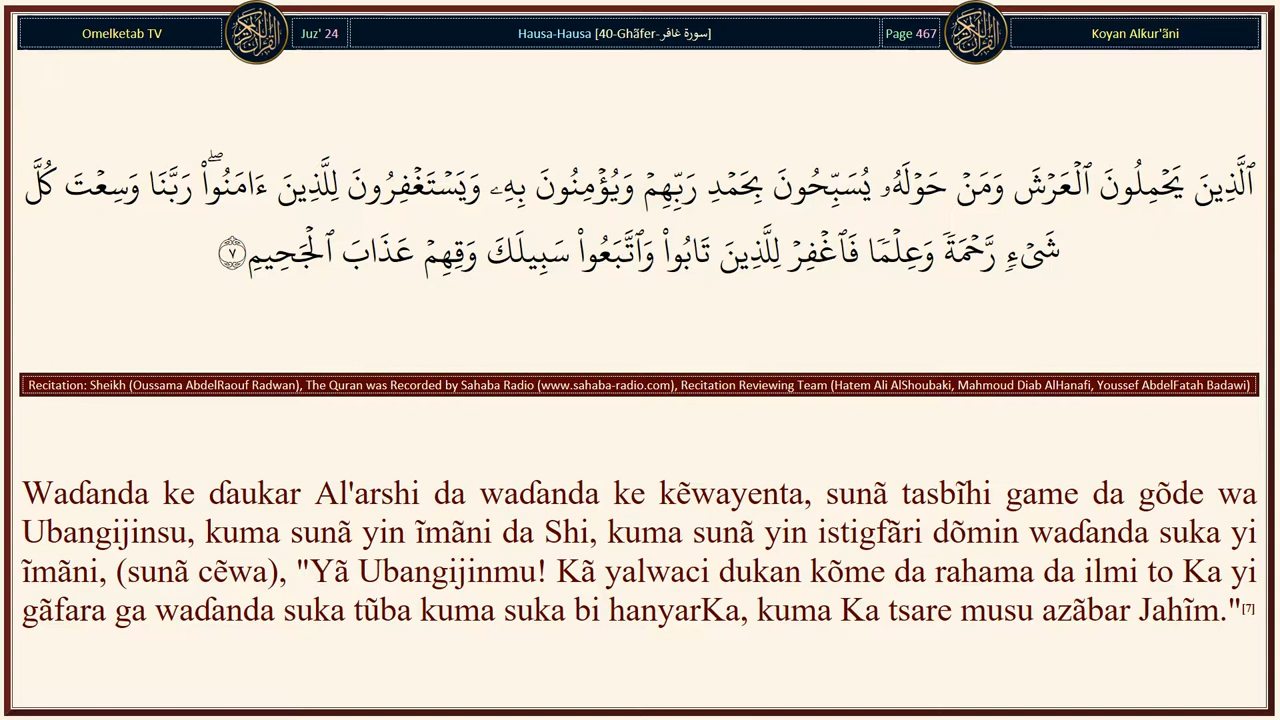 Omelketab TV
Juz' 24
Hausa-Hausa [40-Ghãfer-سورة غافر]
Page 467
Koyan Alƙur'ãni
ٱلَّذِينَ يَحۡمِلُونَ ٱلۡعَرۡشَ وَمَنۡ حَوۡلَهُۥ يُسَبِّحُونَ بِحَمۡدِ رَبِّهِمۡ وَيُؤۡمِنُونَ بِهِۦ وَيَسۡتَغۡفِرُونَ لِلَّذِينَ ءَامَنُواْۖ رَبَّنَا وَسِعۡتَ كُلَّ
شَيۡءٖ رَّحۡمَةٗ وَعِلۡمٗا فَٱغۡفِرۡ لِلَّذِينَ تَابُواْ وَٱتَّبَعُواْ سَبِيلَكَ وَقِهِمۡ عَذَابَ ٱلۡجَحِيمِ ٧
Recitation: Sheikh (Oussama AbdelRaouf Radwan), The Quran was Recorded by Sahaba Radio (www.sahaba-radio.com), Recitation Reviewing Team (Hatem Ali AlShoubaki, Mahmoud Diab AlHanafi, Youssef AbdelFatah Badawi)
Waɗanda ke ɗaukar Al'arshi da waɗanda ke kẽwayenta, sunã tasbĩhi game da gõde wa
Ubangijinsu, kuma sunã yin ĩmãni da Shi, kuma sunã yin istigfãri dõmin waɗanda suka yi
ĩmãni, (sunã cẽwa), "Yã Ubangijinmu! Kã yalwaci dukan kõme da rahama da ilmi to Ka yi
gãfara ga waɗanda suka tũba kuma suka bi hanyarKa, kuma Ka tsare musu azãbar Jahĩm."[7]